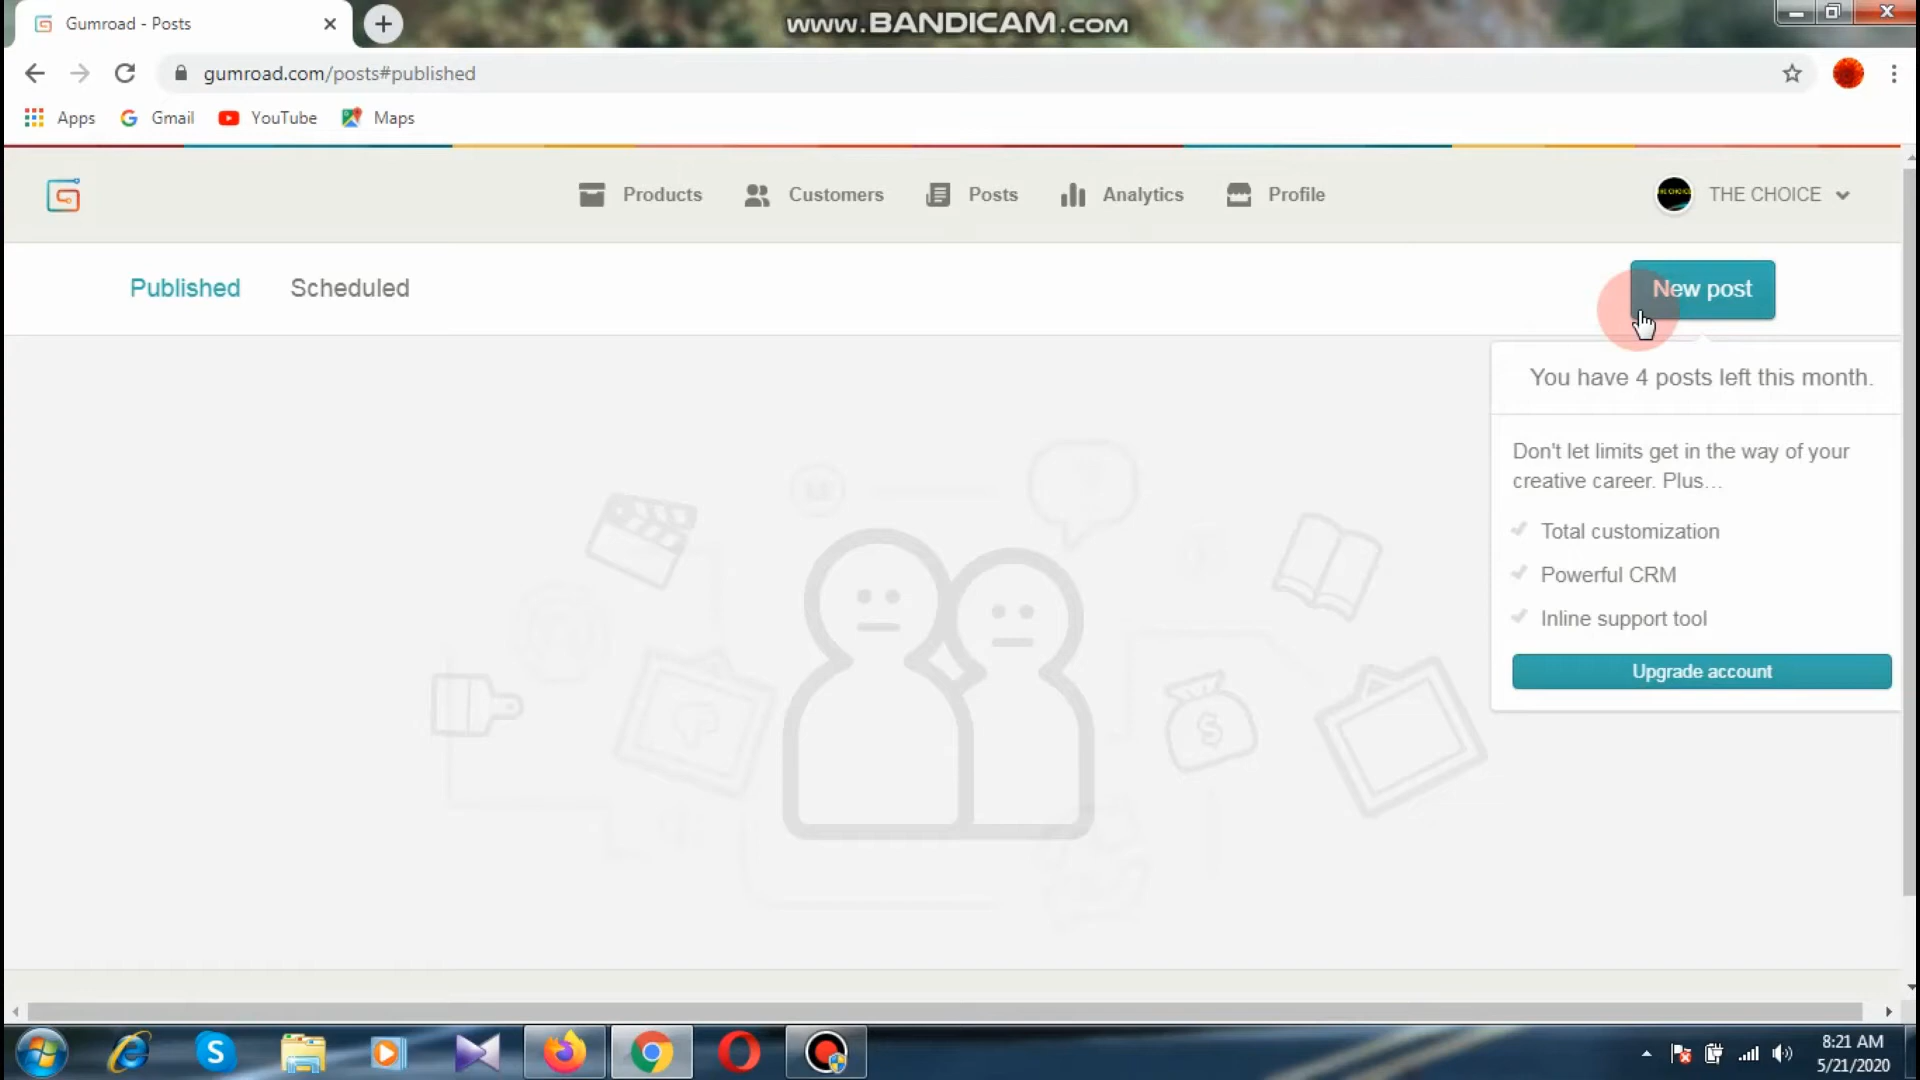 Gumroad - Posts
www.BANDICAM.com
gumroad.com/posts#published
Apps
Gmail
YouTube
Maps
Products
Customers
Posts
Analytics
Profile
THE CHOICE
THE CHOICE
Published
Scheduled
New post
You have 4 posts left this month.
Don't let limits get in the way of your
creative career. Plus...
Total customization
Powerful CRM
Inline support tool
Upgrade account
8:21 AM
5/21/2020